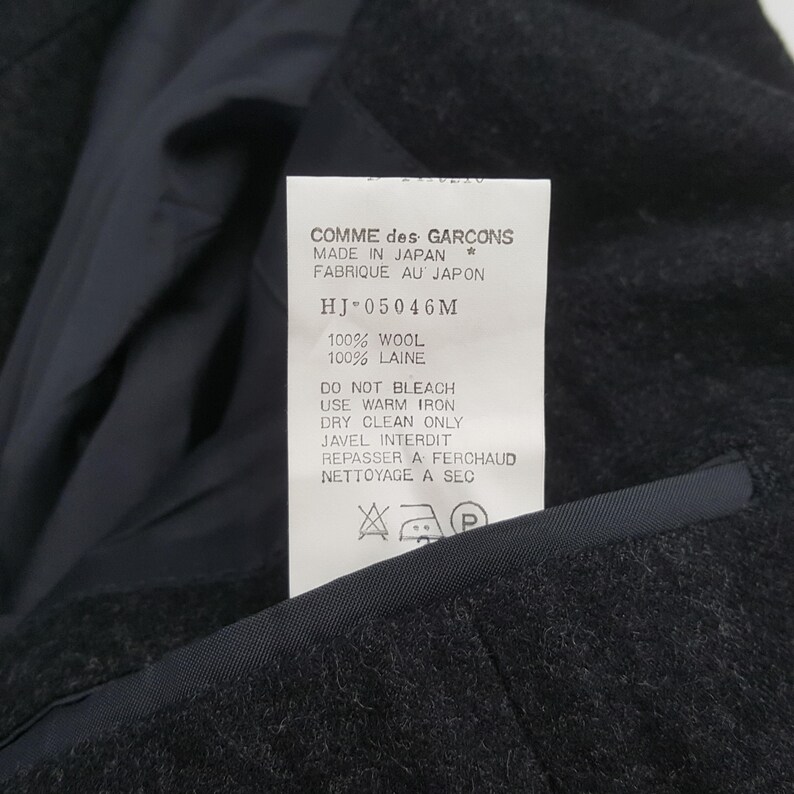 COMME des GARCONS
MADE IN JAPAN *
FABRIQUE AU JAPON
HJ-05046M
100% WOOL
100% LAINE
DO NOT BLEACH
USE WARM IRON
DRY CLEAN ONLY
JAVEL INTERDIT
REPASSER A FERCHAUD
NETTOYAGE A SEC
P